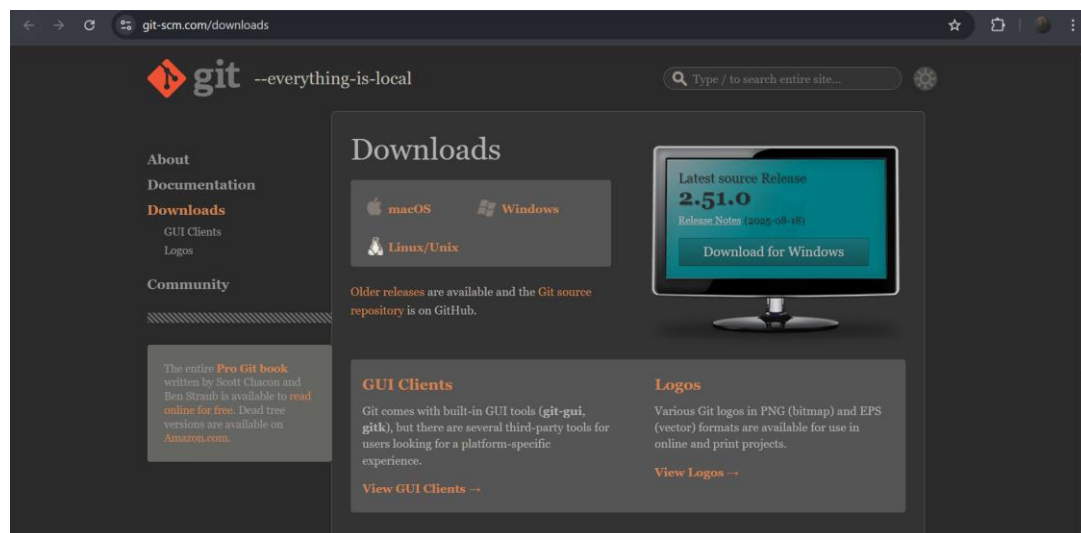 git-scm.com/downloads
git --everything-is-local
Type / to search entire site...
About
Documentation
Downloads
GUI Clients
Logos
Community
The entire Pro Git book
written by Scott Chacon and
Ben Straub is available to read
online for free. Dead tree
versions are available on
Amazon.com.
Downloads
macOS Windows
Linux/Unix
Older releases are available and the Git source
repository is on GitHub.
Latest source Release
2.51.0
Release Notes (2025-08-18)
Download for Windows
GUI Clients
Git comes with built-in GUI tools (git-gui,
gitk), but there are several third-party tools for
users looking for a platform-specific
experience.
View GUI Clients →
Logos
Various Git logos in PNG (bitmap) and EPS
(vector) formats are available for use in
online and print projects.
View Logos →